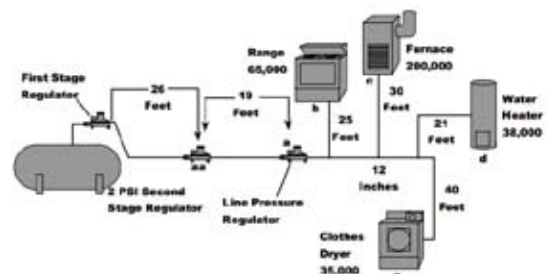 First Stage
Regulator
26
Feet
19
Feet
Range
65,000
b
Furnace
200,000
c
Water
Heater
38,000
d
25
Feet
30
Feet
21
Feet
a
aa
2 PSI Second
Stage Regulator
Line Pressure
Regulator
12
Inches
40
Feet
Clothes
Dryer
35,000